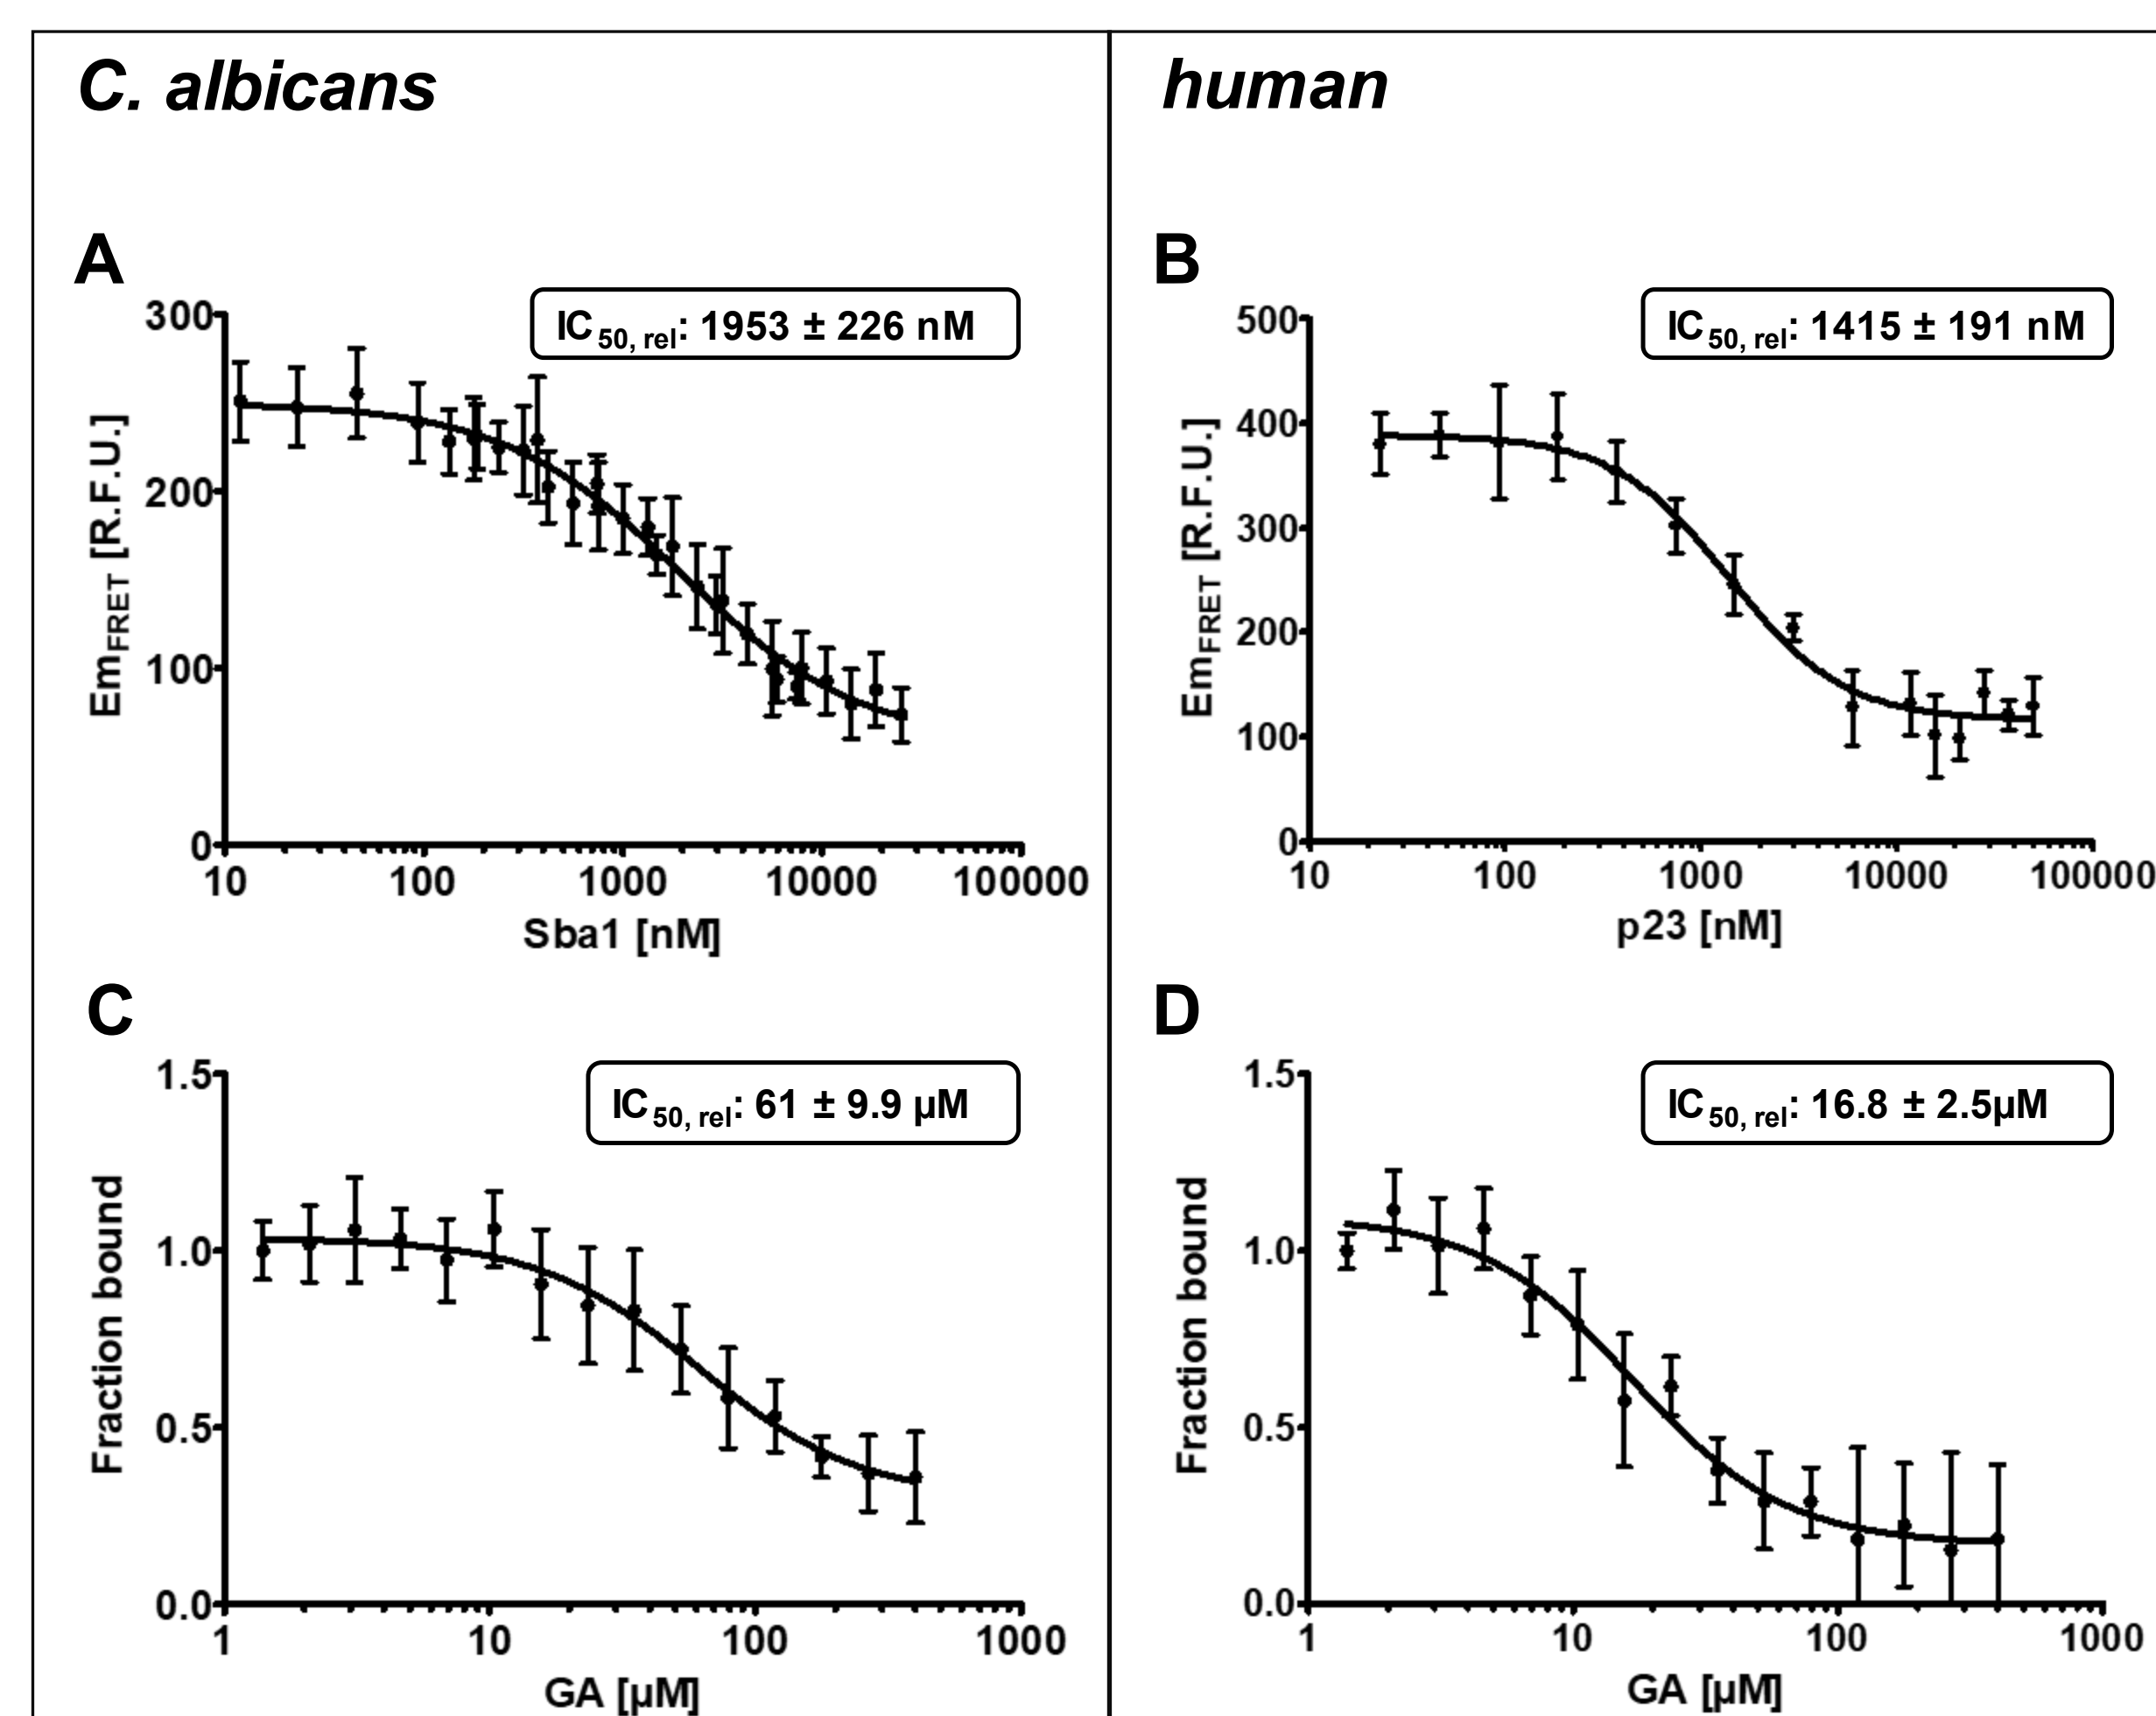 C. albicans
human
A
IC50, rel: 1953 ± 226 nM
300
200
100
0
EmFRET [R.F.U.]
10 100 1000 10000 100000
Sba1 [nM]
B
IC50, rel: 1415 ± 191 nM
500
400
300
200
100
0
EmFRET [R.F.U.]
10 100 1000 10000 100000
p23 [nM]
C
IC50, rel: 61 ± 9.9 µM
1.5
1.0
0.5
0.0
Fraction bound
1 10 100 1000
GA [µM]
D
IC50, rel: 16.8 ± 2.5µM
1.5
1.0
0.5
0.0
Fraction bound
1 10 100 1000
GA [µM]